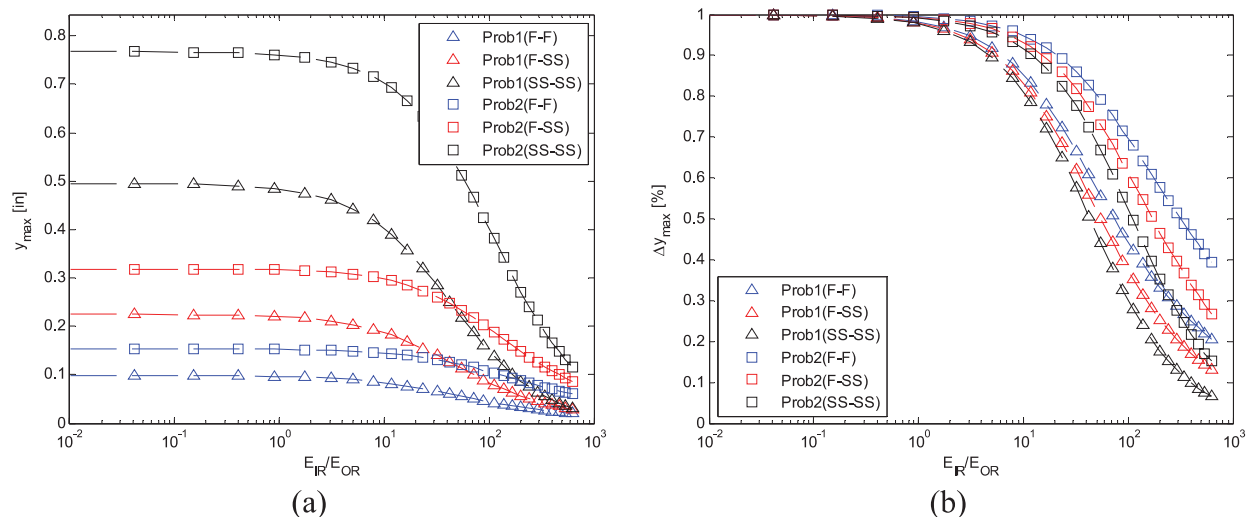 (a)
0.8
0.7
0.6
0.5
0.4
0.3
0.2
0.1
0
y_max [in]
10^-2
10^-1
10^0
10^1
10^2
10^3
E_IR/E_OR
Prob1(F-F)
Prob1(F-SS)
Prob1(SS-SS)
Prob2(F-F)
Prob2(F-SS)
Prob2(SS-SS)
(a)
(b)
1
0.9
0.8
0.7
0.6
0.5
0.4
0.3
0.2
0.1
0
Δy_max [%]
10^-2
10^-1
10^0
10^1
10^2
10^3
E_IR/E_OR
Prob1(F-F)
Prob1(F-SS)
Prob1(SS-SS)
Prob2(F-F)
Prob2(F-SS)
Prob2(SS-SS)
(b)